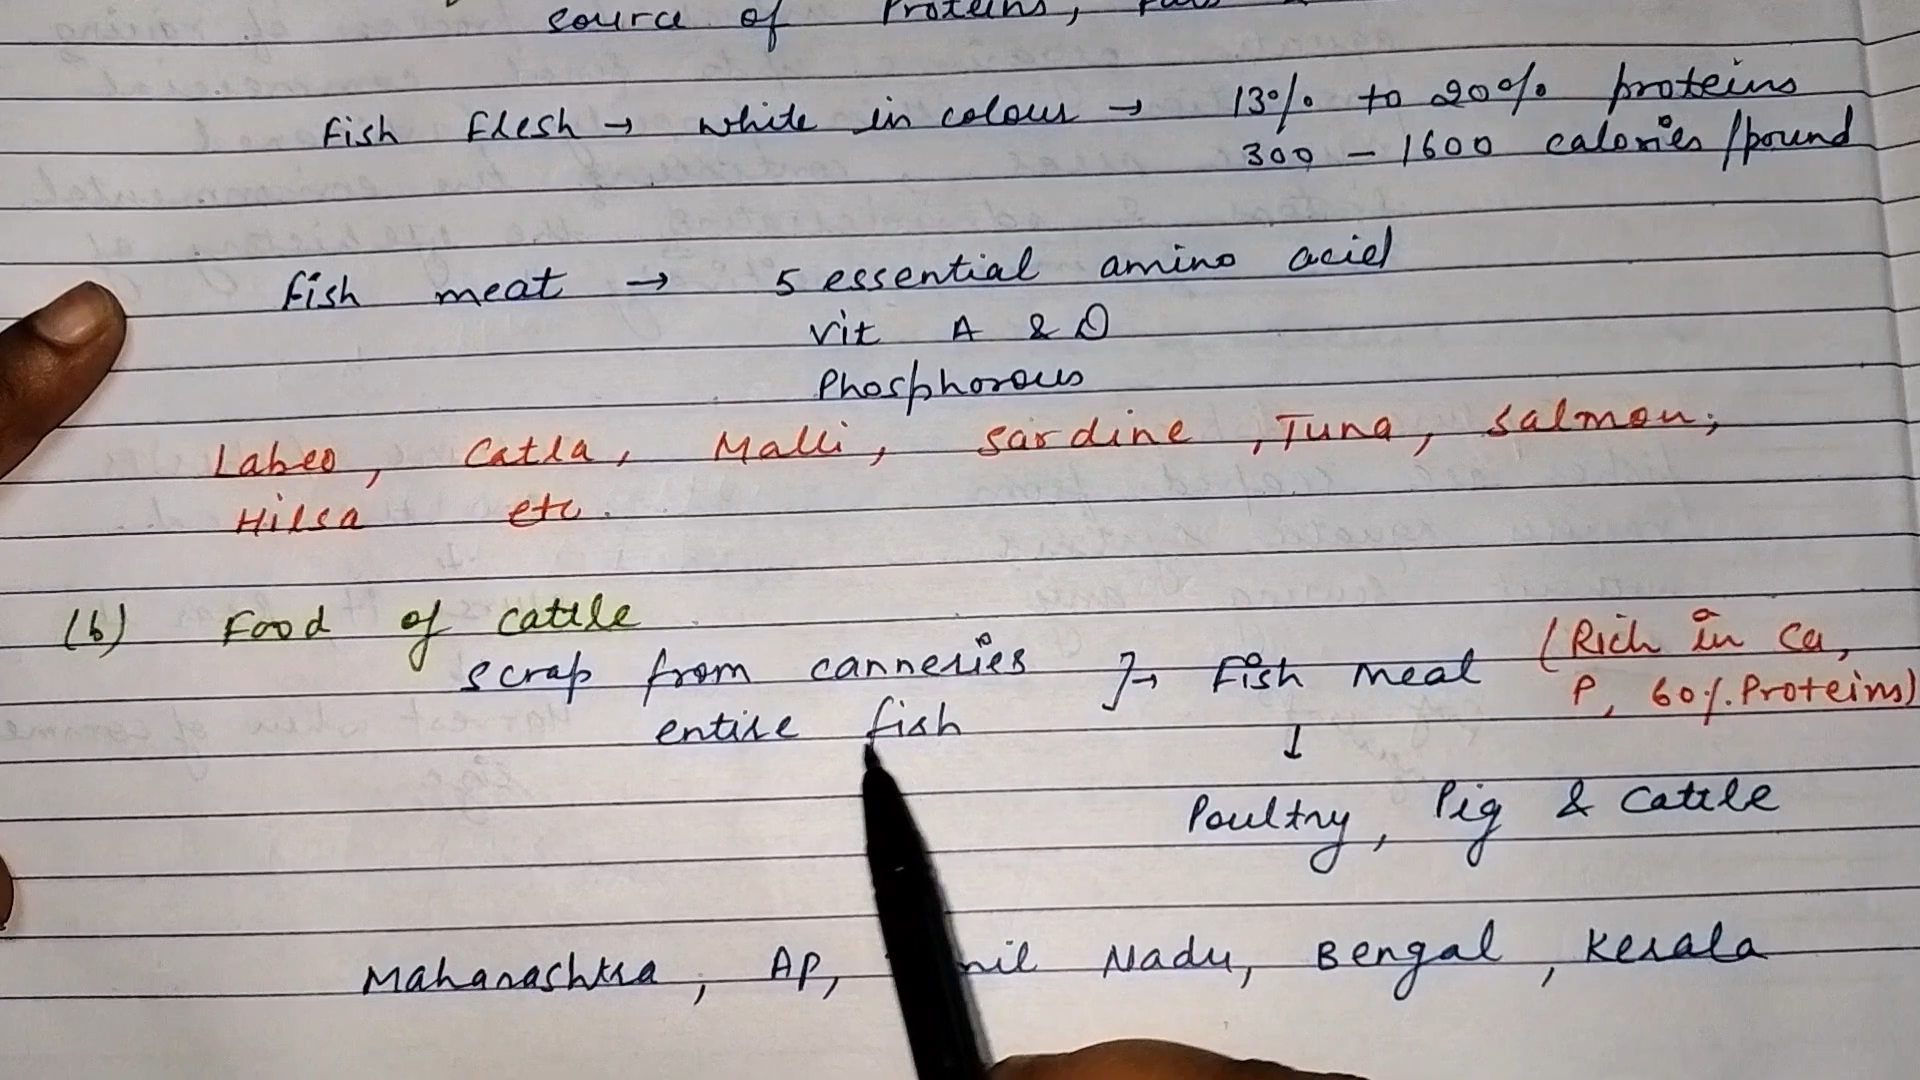 source of Proteins,
Fish Flesh → white in colour → 13% to 20% proteins
300 – 1600 calories/pound
Fish meat → 5 essential amino acid
Vit A & D
Phosphorous
Labeo, Catla, Malli, Sardine, Tuna, Salmon,
Hilsa etc.
(b) Food of cattle
scrap from canneries
entire fish
}→ Fish meal (Rich in Ca,
P, 60%. Proteins)
↓
Poultry, Pig & Cattle
Maharashtra, AP, nil Nadu, Bengal, Kerala